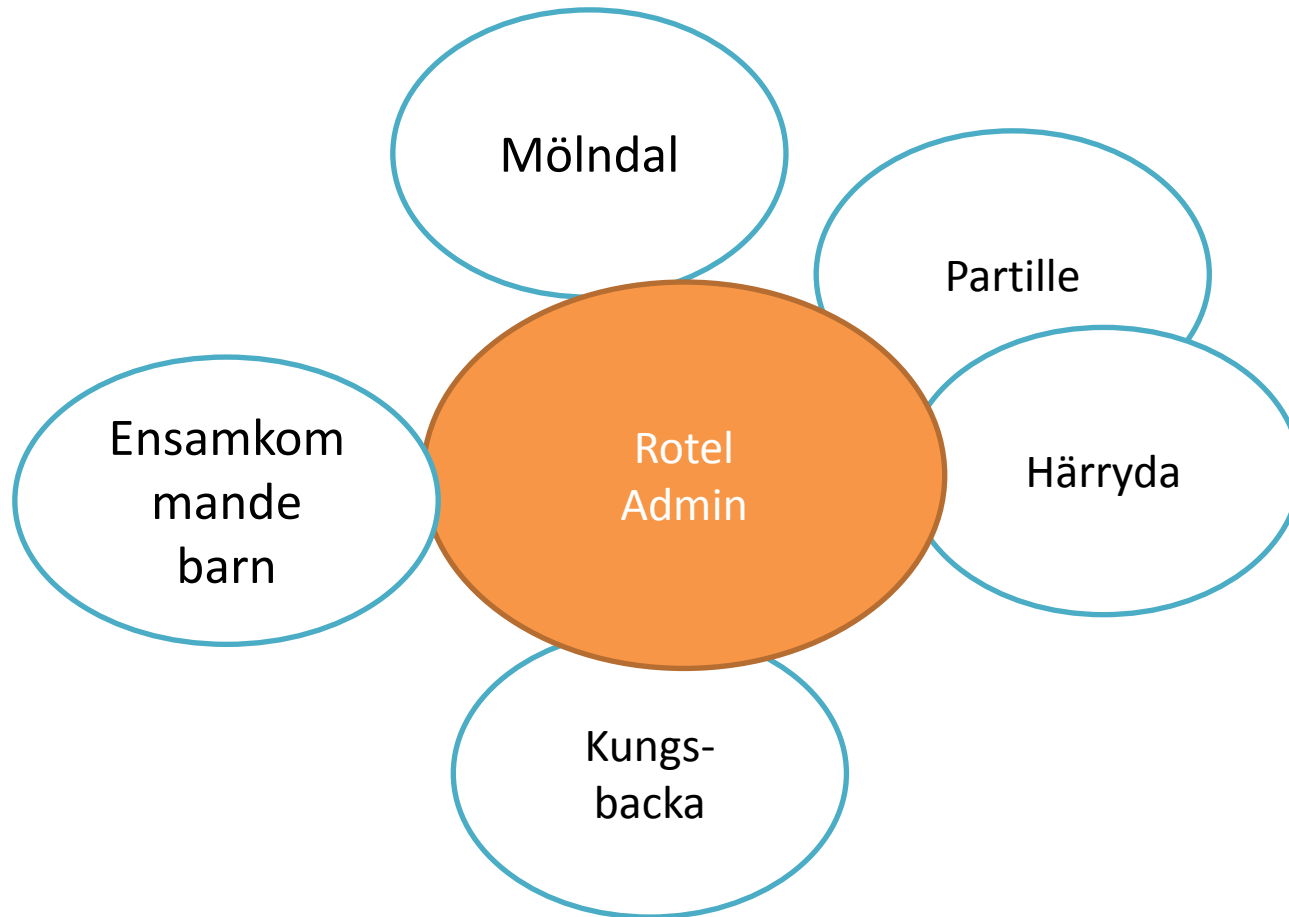 Mölndal
Partille
Ensamkom
mande
barn
Rotel
Admin
Härryda
Kungs-
backa